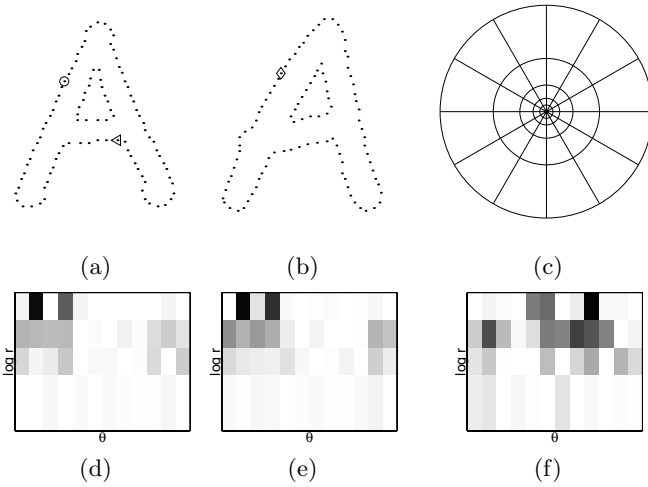 (a) (b) (c)
log r log r log r
θ θ θ
(d) (e) (f)